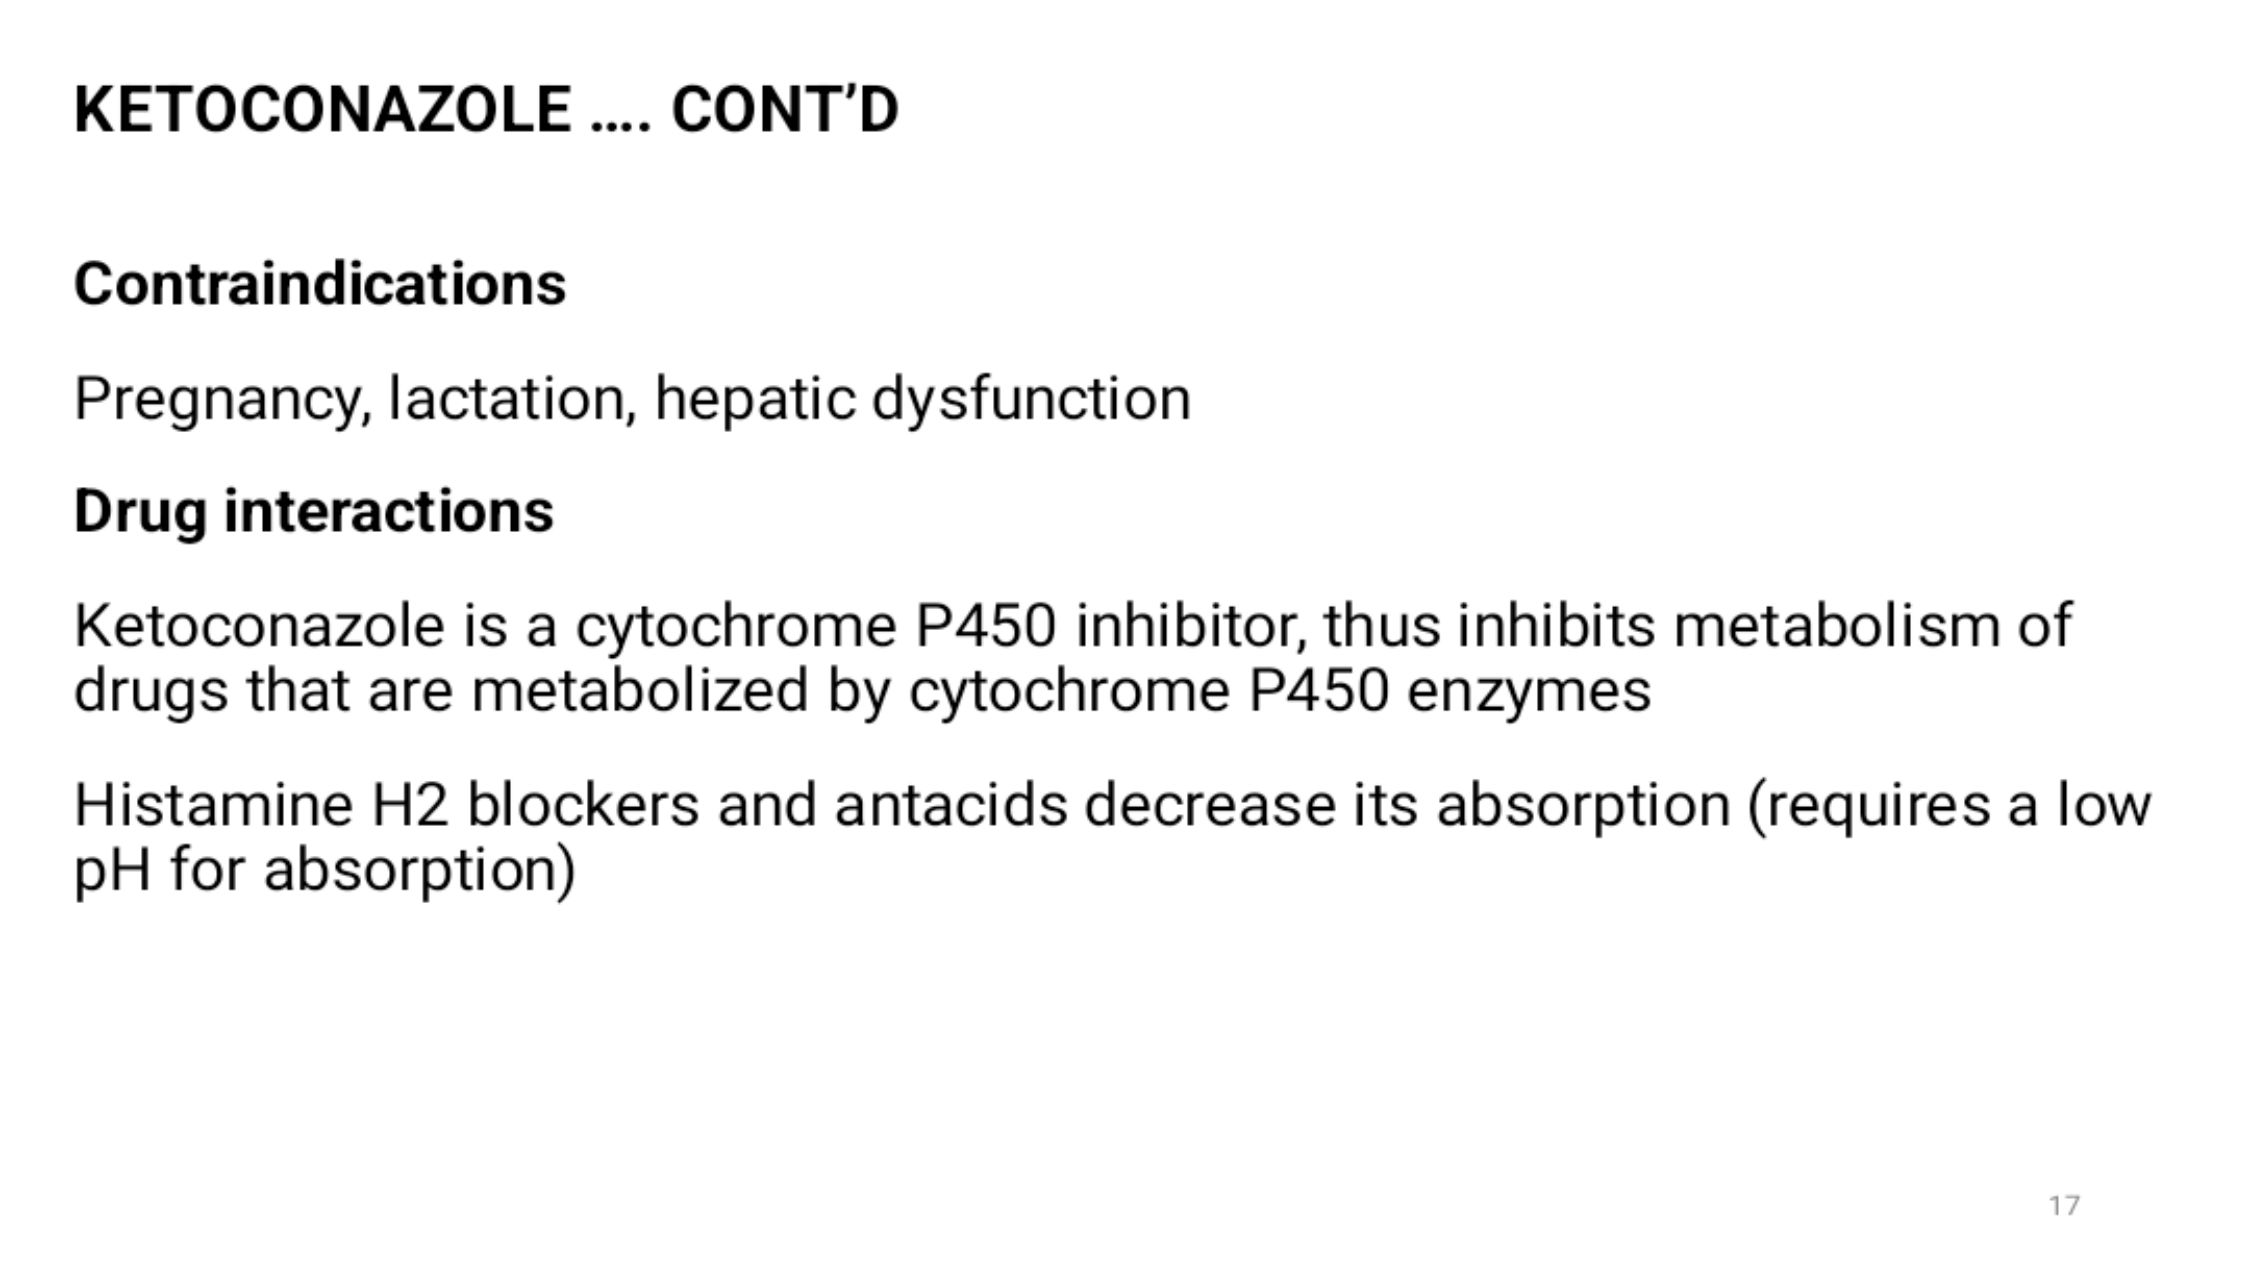 KETOCONAZOLE .... CONT’D
Contraindications
Pregnancy, lactation, hepatic dysfunction
Drug interactions
Ketoconazole is a cytochrome P450 inhibitor, thus inhibits metabolism of
drugs that are metabolized by cytochrome P450 enzymes
Histamine H2 blockers and antacids decrease its absorption (requires a low
pH for absorption)
17